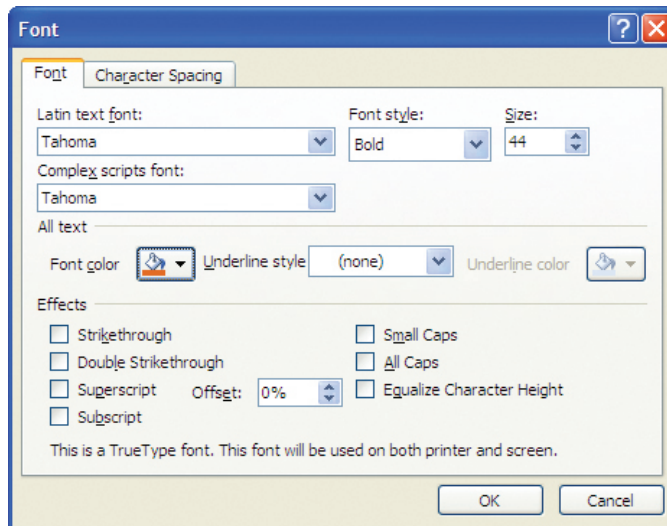 Font
Font Character Spacing
Latin text font: Font style: Size:
Tahoma Bold 44
Complex scripts font:
Tahoma
All text
Font color Underline style (none) Underline color
Effects
Strikethrough Small Caps
Double Strikethrough All Caps
Superscript Offset: 0% Equalize Character Height
Subscript
This is a TrueType font. This font will be used on both printer and screen.
OK Cancel